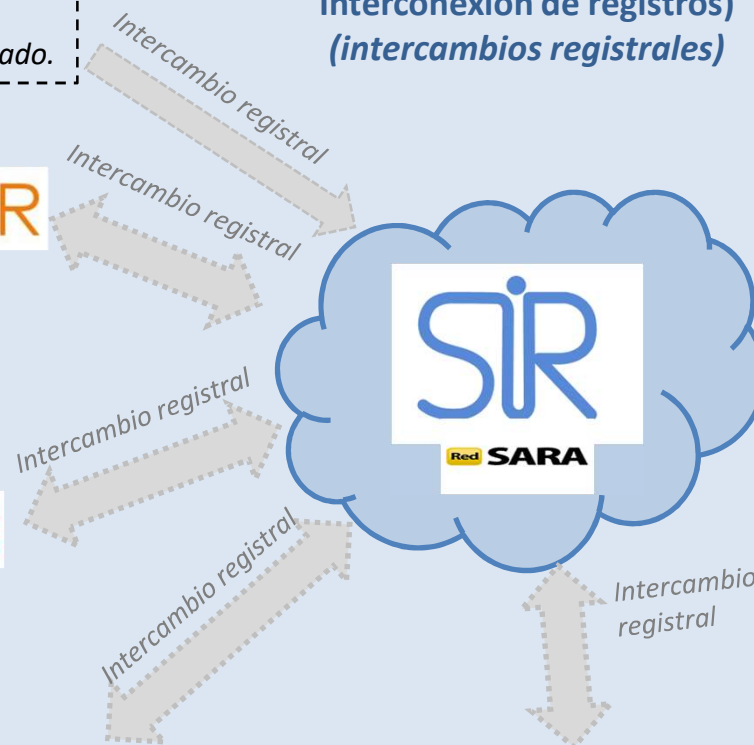 interconexión de registros)
(intercambios registrales)
ado.
Intercambio registral
Intercambio registral
R
SIR
Red SARA
Intercambio registral
Intercambio registral
Intercambio
registral